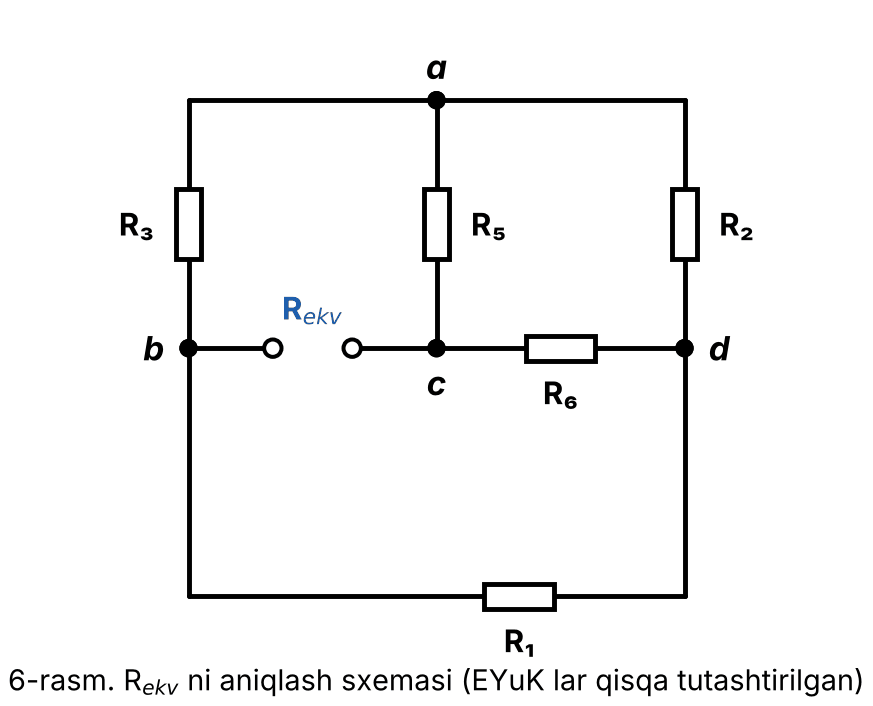 a
R₃
R₅
R₂
Rₑₖᵥ
b
c
d
R₆
R₁
6-rasm. Rₑₖᵥ ni aniqlash sxemasi (EYuK lar qisqa tutashtirilgan)